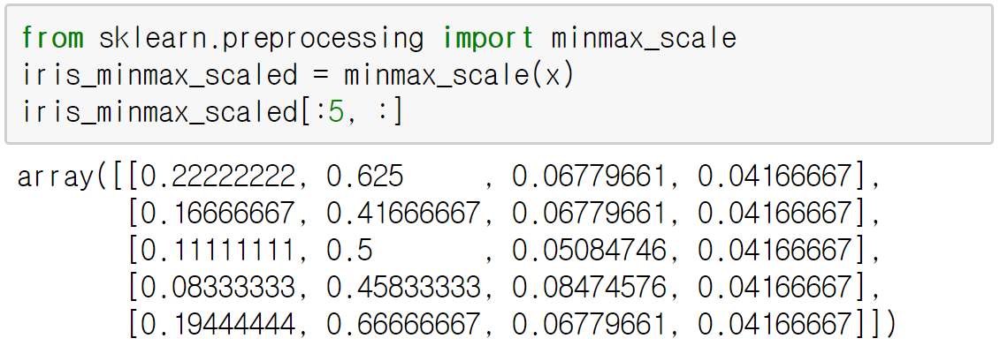 from sklearn.preprocessing import minmax_scale
iris_minmax_scaled = minmax_scale(x)
iris_minmax_scaled[:5, :]
array([[0.22222222, 0.625     , 0.06779661, 0.04166667],
       [0.16666667, 0.41666667, 0.06779661, 0.04166667],
       [0.11111111, 0.5       , 0.05084746, 0.04166667],
       [0.08333333, 0.45833333, 0.08474576, 0.04166667],
       [0.19444444, 0.66666667, 0.06779661, 0.04166667]])